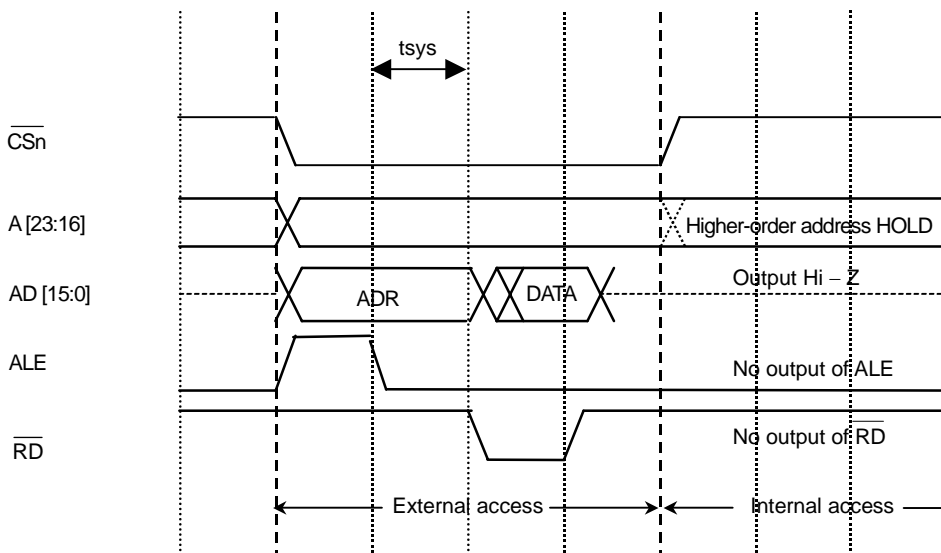 tsys
CSn
A [23:16]
Higher-order address HOLD
AD [15:0]
ADR
DATA
Output Hi – Z
ALE
No output of ALE
RD
No output of RD
External access
Internal access